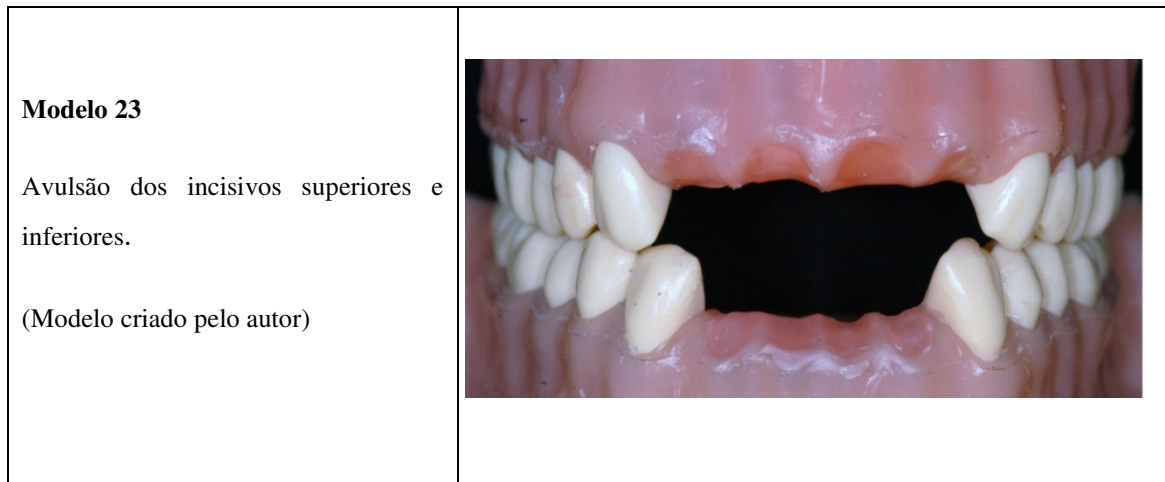 Modelo 23
Avulsão dos incisivos superiores e
inferiores.
(Modelo criado pelo autor)